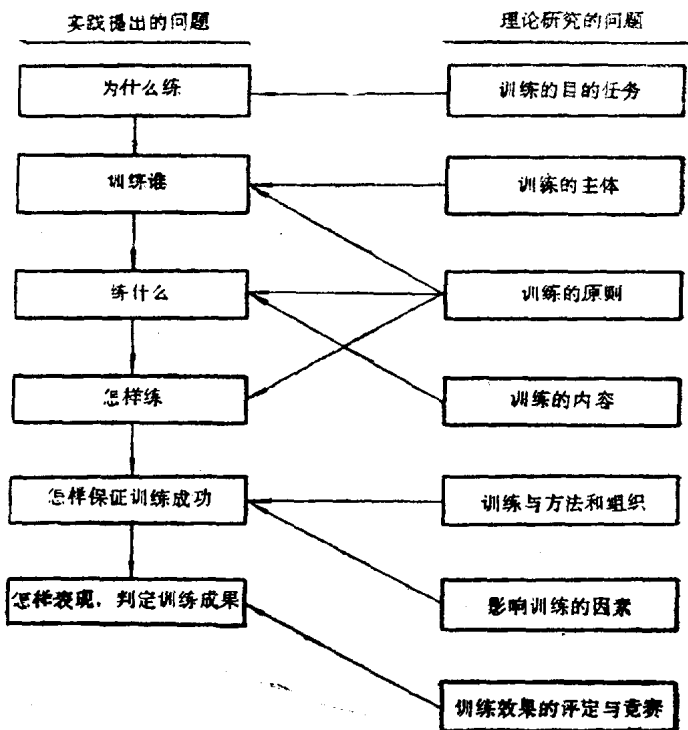 实践提出的问题
理论研究的问题
为什么练
训练的目的任务
训练谁
训练的主体
练什么
训练的原则
怎样练
训练的内容
怎样保证训练成功
训练与方法和组织
怎样表现，判定训练成果
影响训练的因素
训练效果的评定与竞赛